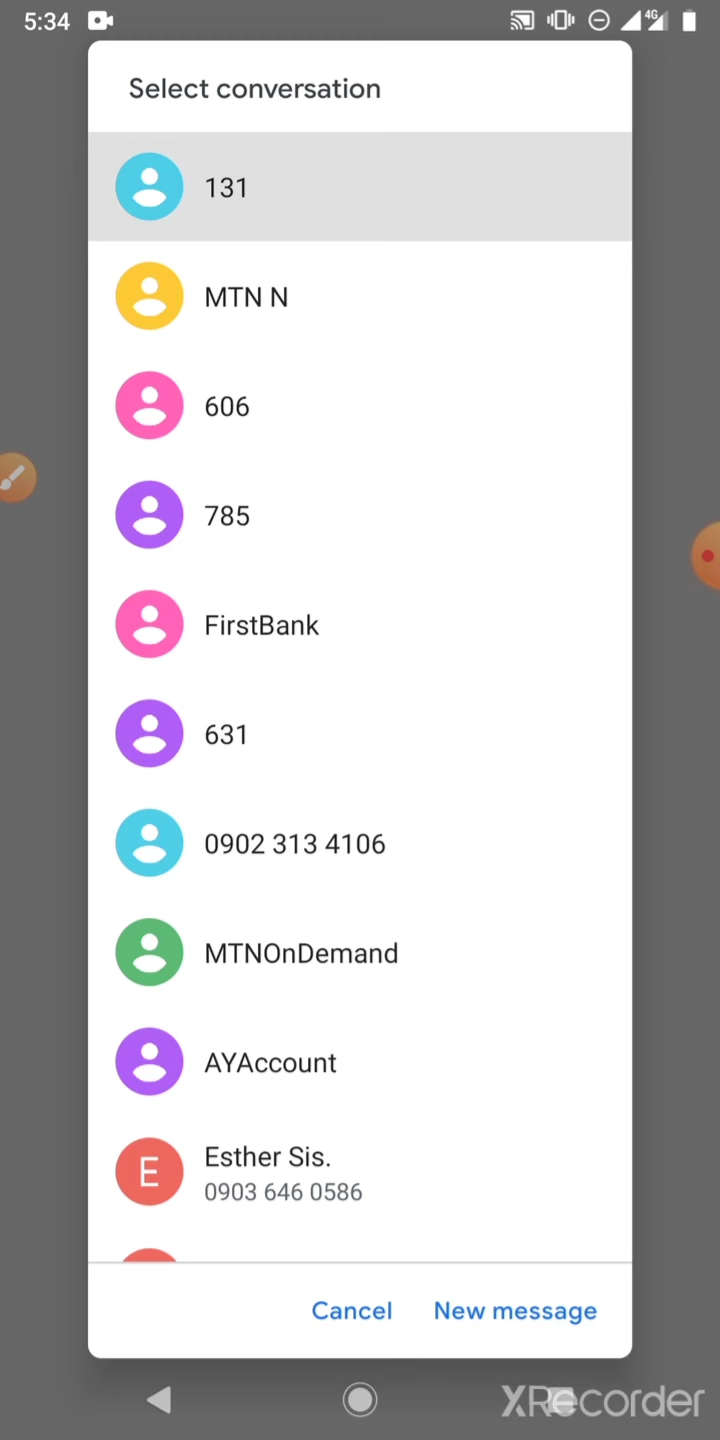 5:34
4G
Select conversation
131
MTN N
606
785
FirstBank
631
0902 313 4106
MTNOnDemand
AYAccount
E
Esther Sis.
0903 646 0586
Cancel
New message
XRecorder